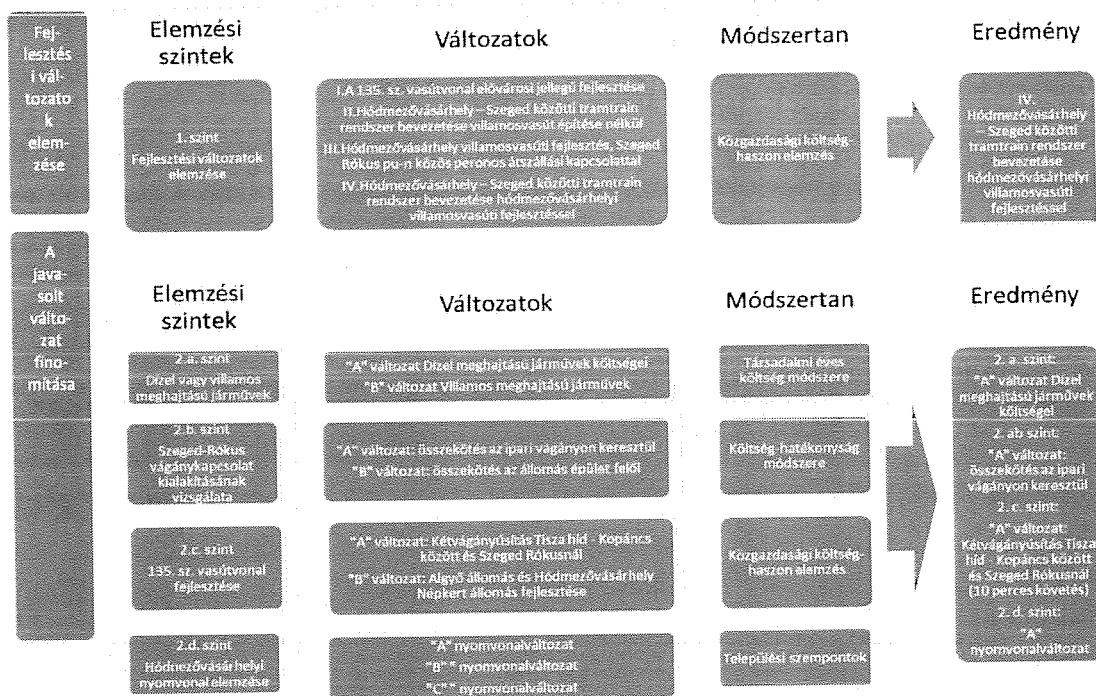 Fej-
lesztés
i vál-
tozato
k
elem-
zése
Elemzési
szintek
Változatok
Módszertan
Eredmény
1. szint
Fejlesztési változatok
elemzése
I.A 135. sz. vasútvonal elővárosi jellegű fejlesztése
II.Hódmezővásárhely – Szeged közötti tramtrain
rendszer bevezetése villamosvasút építése nélkül
III.Hódmezővásárhely villamosvasúti fejlesztés, Szeged
Rókus pu-n közös peronos átszállási kapcsolattal
IV.Hódmezővásárhely – Szeged közötti tramtrain
rendszer bevezetése hódmezővásárhelyi
villamosvasúti fejlesztéssel
Közgazdasági költség-
haszon elemzés
IV.
Hódmezővásárhely
– Szeged közötti
tramtrain rendszer
bevezetése
hódmezővásárhelyi
villamosvasúti
fejlesztéssel
A
java-
solt
válto-
zat
fino-
mítása
Elemzési
szintek
Változatok
Módszertan
Eredmény
2.a. szint
Dízel vagy villamos
meghajtású járművek
"A" változat Dízel meghajtású járművek költségei
"B" változat Villamos meghajtású járművek
Társadalmi éves
költség módszere
2.b. szint
Szeged-Rókus
vágánykapcsolat
kialakításának
vizsgálata
"A" változat: összekötés az ipari vágányon keresztül
"B" változat: összekötés az állomás épület felől
Költség-hatékonyság
módszere
2.c. szint
135. sz. vasútvonal
fejlesztése
"A" változat: Kétvágányúsítás Tisza híd - Kopáncs
között és Szeged Rókusnál
"B" változat: Algyő állomás és Hódmezővásárhely
Népkert állomás fejlesztése
Közgazdasági költség-
haszon elemzés
2.d. szint
Hódmezővásárhelyi
nyomvonal elemzése
"A" nyomvonalváltozat
"B" " nyomvonalváltozat
"C" " nyomvonalváltozat
Települési szempontok
2. a. szint:
"A" változat Dízel
meghajtású járművek
költségei
2. ab szint:
"A" változat:
összekötés az ipari
vágányon keresztül
2. c. szint:
"A" változat:
Kétvágányúsítás Tisza
híd - Kopáncs között
és Szeged Rókusnál
(10 perces követés)
2. d. szint:
"A"
nyomvonalváltozat